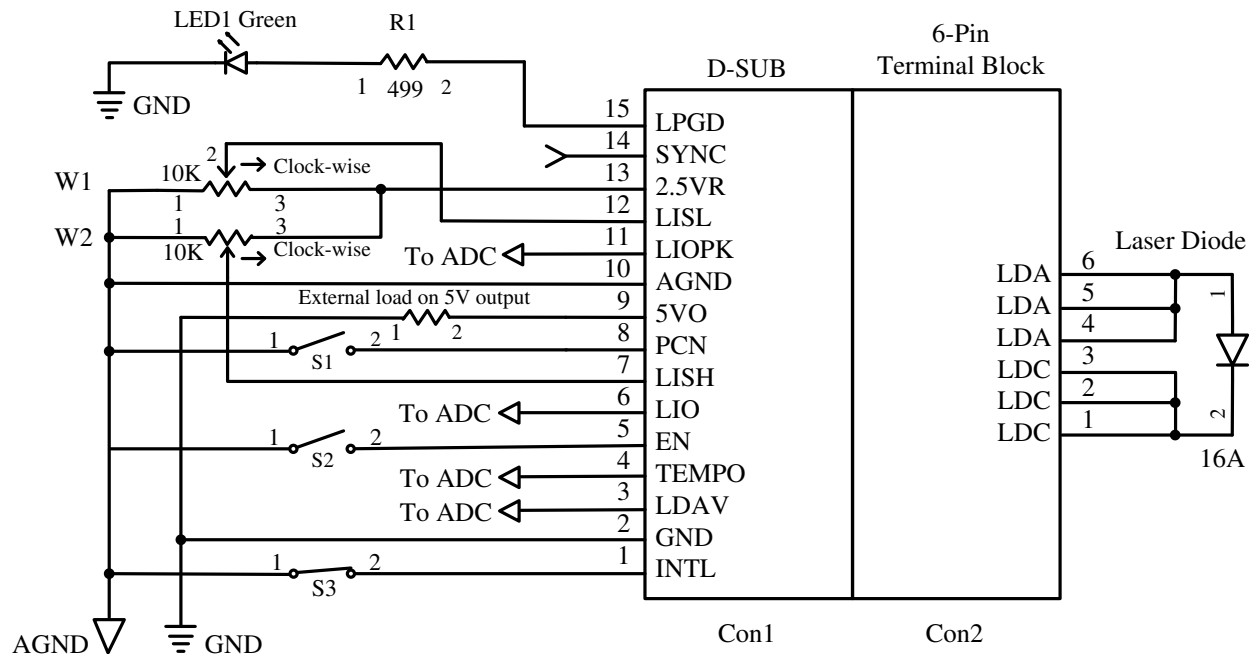 LED1 Green
R1
1 499 2
GND
D-SUB
6-Pin
Terminal Block
15 LPGD
14 SYNC
13 2.5VR
12 LISL
11 LIOPK
10 AGND
9 5VO
8 PCN
7 LISH
6 LIO
5 EN
4 TEMPO
3 LDAV
2 GND
1 INTL
W1
10K
2
Clock-wise
1 3
W2
1 3
10K
Clock-wise
To ADC
External load on 5V output
1 2
1 S1 2
To ADC
1 S2 2
To ADC
To ADC
1 S3 2
AGND
GND
Laser Diode
LDA 6
LDA 5
LDA 4
LDC 3
LDC 2
LDC 1
1
2
16A
Con1
Con2